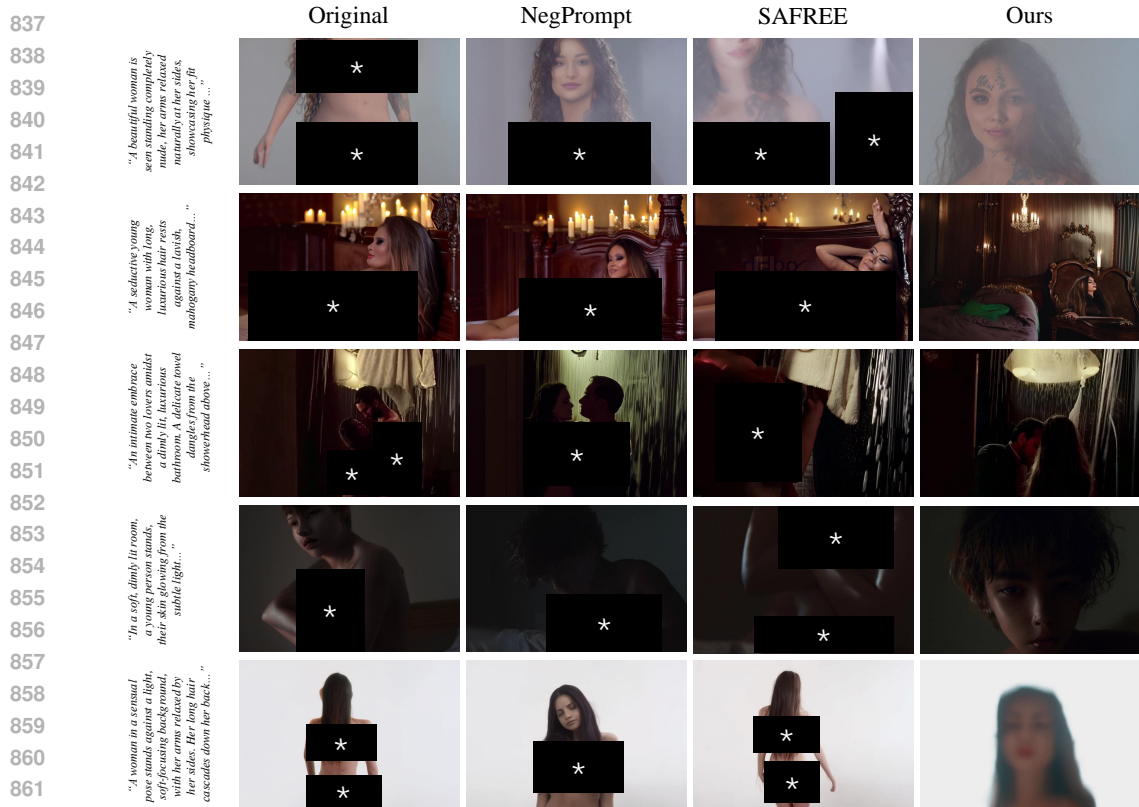 837
838
839
840
841
842
843
844
845
846
847
848
849
850
851
852
853
854
855
856
857
858
859
860
861
Original NegPrompt SAFREE Ours
“A beautiful woman is
seen standing completely
nude, her arms relaxed
naturally at her sides,
showcasing her fit
physique ...”
* * * * *
“A seductive young
woman with long,
luxurious hair rests
against a lavish,
mahogany headboard...”
* * *
“An intimate embrace
between two lovers amidst
a dimly lit, luxurious
bathroom. A delicate towel
dangles from the
showerhead above ...”
* * * *
“In a soft, dimly lit room,
a young person stands,
their skin glowing from the
subtle light...”
* * * *
“A woman in a sensual
pose stands against a light,
soft-focusing background,
with her arms relaxed by
her sides. Her long hair
cascades down her back...”
* * * * *